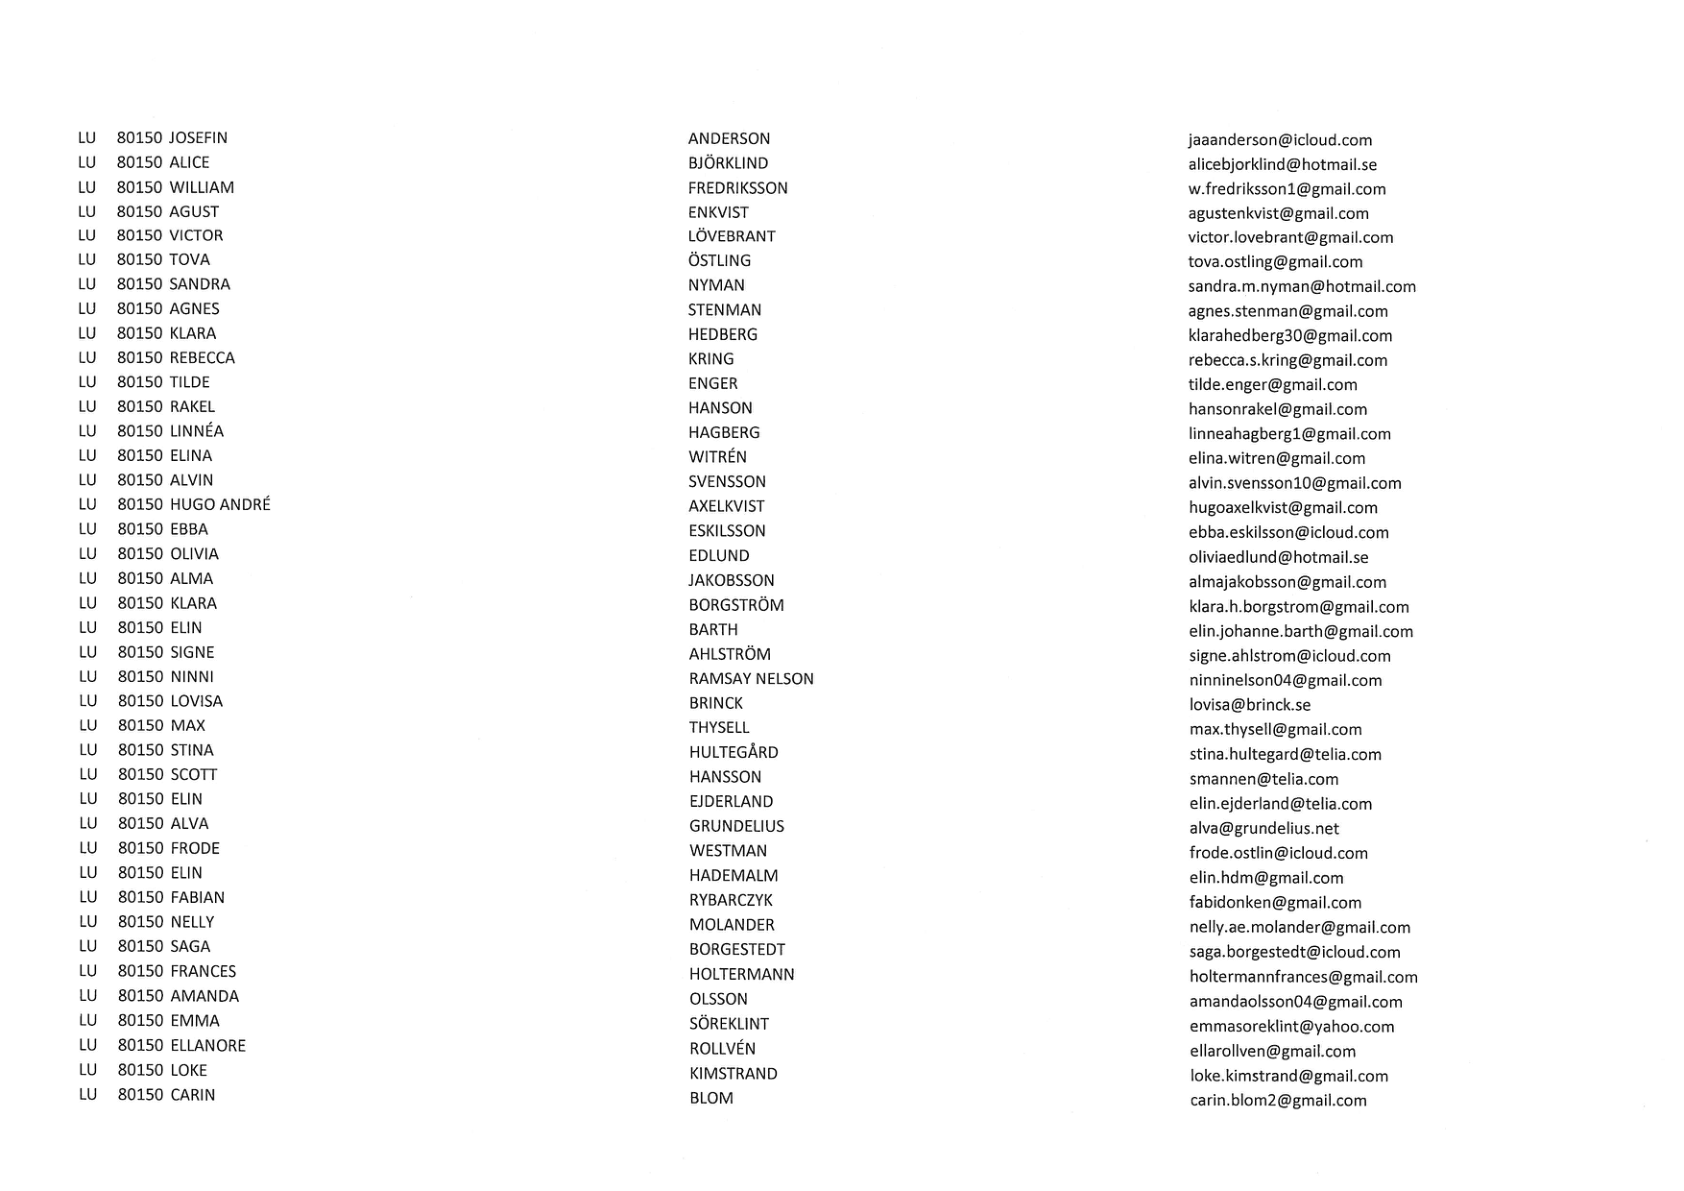 LU 80150 JOSEFIN ANDERSON jaaanderson@icloud.com
LU 80150 ALICE BJÖRKLIND alicebjorklind@hotmail.se
LU 80150 WILLIAM FREDRIKSSON w.fredriksson1@gmail.com
LU 80150 AGUST ENKVIST agustenkvist@gmail.com
LU 80150 VICTOR LÖVEBRANT victor.lovebrant@gmail.com
LU 80150 TOVA ÖSTLING tova.ostling@gmail.com
LU 80150 SANDRA NYMAN sandra.m.nyman@hotmail.com
LU 80150 AGNES STENMAN agnes.stenman@gmail.com
LU 80150 KLARA HEDBERG klarahedberg30@gmail.com
LU 80150 REBECCA KRING rebecca.s.kring@gmail.com
LU 80150 TILDE ENGER tilde.enger@gmail.com
LU 80150 RAKEL HANSON hansonrakel@gmail.com
LU 80150 LINNÉA HAGBERG linneahagberg1@gmail.com
LU 80150 ELINA WITRÉN elina.witren@gmail.com
LU 80150 ALVIN SVENSSON alvin.svensson10@gmail.com
LU 80150 HUGO ANDRÉ AXELKVIST hugoaxelkvist@gmail.com
LU 80150 EBBA ESKILSSON ebba.eskilsson@icloud.com
LU 80150 OLIVIA EDLUND oliviaedlund@hotmail.se
LU 80150 ALMA JAKOBSSON almajakobsson@gmail.com
LU 80150 KLARA BORGSTRÖM klara.h.borgstrom@gmail.com
LU 80150 ELIN BARTH elin.johanne.barth@gmail.com
LU 80150 SIGNE AHLSTRÖM signe.ahlstrom@icloud.com
LU 80150 NINNI RAMSAY NELSON ninninelson04@gmail.com
LU 80150 LOVISA BRINCK lovisa@brinck.se
LU 80150 MAX THYSELL max.thysell@gmail.com
LU 80150 STINA HULTEGÅRD stina.hultegard@telia.com
LU 80150 SCOTT HANSSON smannen@telia.com
LU 80150 ELIN EJDERLAND elin.ejderland@telia.com
LU 80150 ALVA GRUNDELIUS alva@grundelius.net
LU 80150 FRODE WESTMAN frode.ostlin@icloud.com
LU 80150 ELIN HADEMALM elin.hdm@gmail.com
LU 80150 FABIAN RYBARCZYK fabidonken@gmail.com
LU 80150 NELLY MOLANDER nelly.ae.molander@gmail.com
LU 80150 SAGA BORGESTEDT saga.borgestedt@icloud.com
LU 80150 FRANCES HOLTERMANN holtermannfrances@gmail.com
LU 80150 AMANDA OLSSON amandaolsson04@gmail.com
LU 80150 EMMA SÖREKLINT emmasoreklint@yahoo.com
LU 80150 ELLANORE ROLLVÉN ellarollven@gmail.com
LU 80150 LOKE KIMSTRAND loke.kimstrand@gmail.com
LU 80150 CARIN BLOM carin.blom2@gmail.com